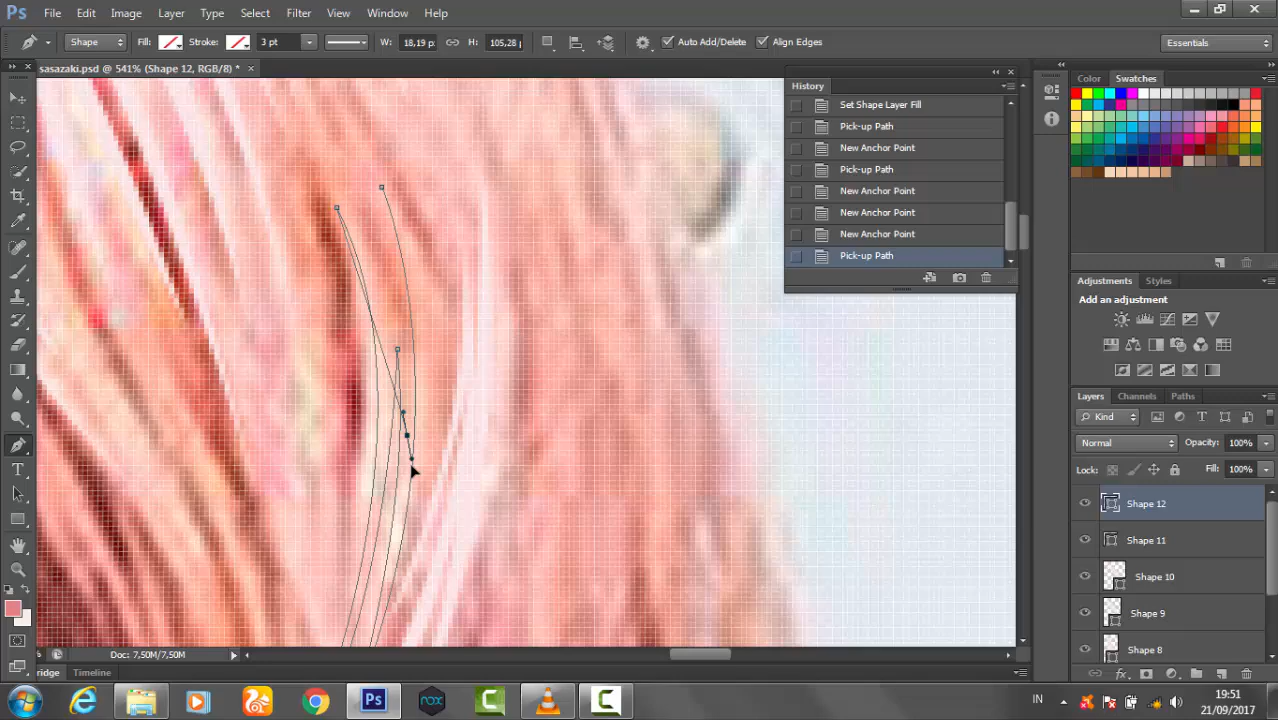 Ps File Edit Image Layer Type Select Filter View Window Help
Shape Fill: Stroke: 3 pt W: 18,19 p H: 105,28 p Auto Add/Delete Align Edges Essentials
sasazaki.psd @ 541% (Shape 12, RGB/8) * ×
History
Set Shape Layer Fill
Pick-up Path
New Anchor Point
Pick-up Path
New Anchor Point
New Anchor Point
New Anchor Point
Pick-up Path
Color Swatches
Adjustments Styles
Add an adjustment
Layers Channels Paths
Kind
Normal Opacity: 100%
Lock: Fill: 100%
Shape 12
Shape 11
Shape 10
Shape 9
Shape 8
T
% Doc: 7,50M/7,50M
ridge Timeline
nox Ps C C IN 19:51
21/09/2017